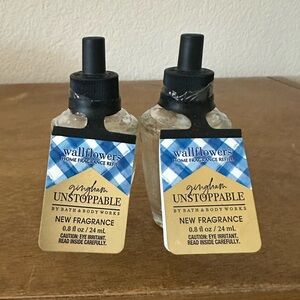 wallflowers
HOME FRAGRANCE REFILL
gingham
UNSTOPPABLE
BY BATH & BODY WORKS
NEW FRAGRANCE
0.8 fl oz / 24 mL
CAUTION: EYE IRRITANT.
READ INSIDE CAREFULLY.
wallflowers
HOME FRAGRANCE REFILL
gingham
UNSTOPPABLE
BY BATH & BODY WORKS
NEW FRAGRANCE
0.8 fl oz / 24 mL
CAUTION: EYE IRRITANT.
READ INSIDE CAREFULLY.